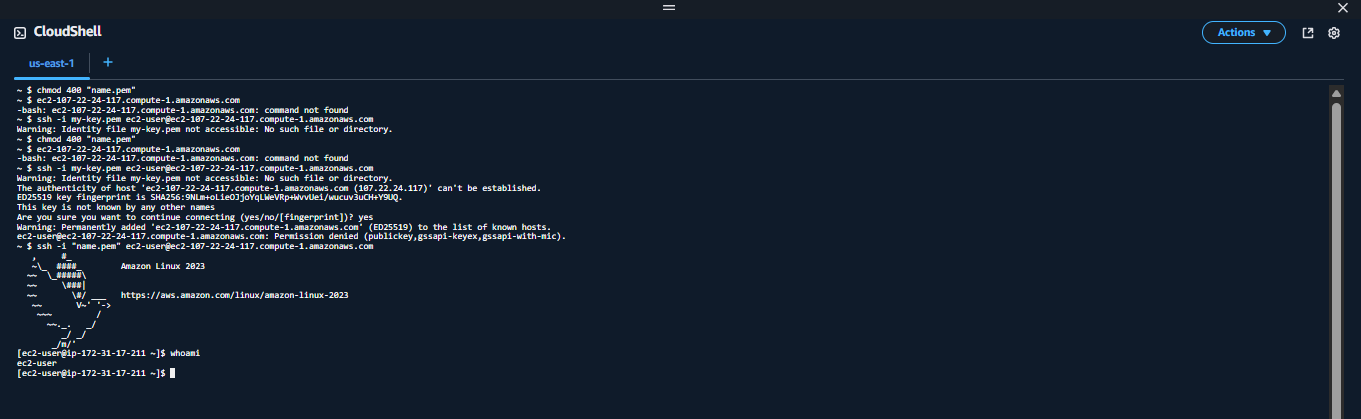 CloudShell
Actions
us-east-1
+
~ $ chmod 400 "name.pem"
~ $ ec2-107-22-24-117.compute-1.amazonaws.com
-bash: ec2-107-22-24-117.compute-1.amazonaws.com: command not found
~ $ ssh -i my-key.pem ec2-user@ec2-107-22-24-117.compute-1.amazonaws.com
Warning: Identity file my-key.pem not accessible: No such file or directory.
~ $ chmod 400 "name.pem"
~ $ ec2-107-22-24-117.compute-1.amazonaws.com
-bash: ec2-107-22-24-117.compute-1.amazonaws.com: command not found
~ $ ssh -i my-key.pem ec2-user@ec2-107-22-24-117.compute-1.amazonaws.com
Warning: Identity file my-key.pem not accessible: No such file or directory.
The authenticity of host 'ec2-107-22-24-117.compute-1.amazonaws.com (107.22.24.117)' can't be established.
ED25519 key fingerprint is SHA256:9NLm+oLieOJjoYqLWeVRp+WvvUei/wucuv3uCH+Y9UQ.
This key is not known by any other names
Are you sure you want to continue connecting (yes/no/[fingerprint])? yes
Warning: Permanently added 'ec2-107-22-24-117.compute-1.amazonaws.com' (ED25519) to the list of known hosts.
ec2-user@ec2-107-22-24-117.compute-1.amazonaws.com: Permission denied (publickey,gssapi-keyex,gssapi-with-mic).
~ $ ssh -i "name.pem" ec2-user@ec2-107-22-24-117.compute-1.amazonaws.com
   ,     #_
   ~\_  ####_        Amazon Linux 2023
  ~~  \_#####\
  ~~     \###|
  ~~       \#/ ___   https://aws.amazon.com/linux/amazon-linux-2023
   ~~       V~' '->
    ~~~         /
      ~~._.   _/
         _/ _/
       _/m/'
[ec2-user@ip-172-31-17-211 ~]$ whoami
ec2-user
[ec2-user@ip-172-31-17-211 ~]$